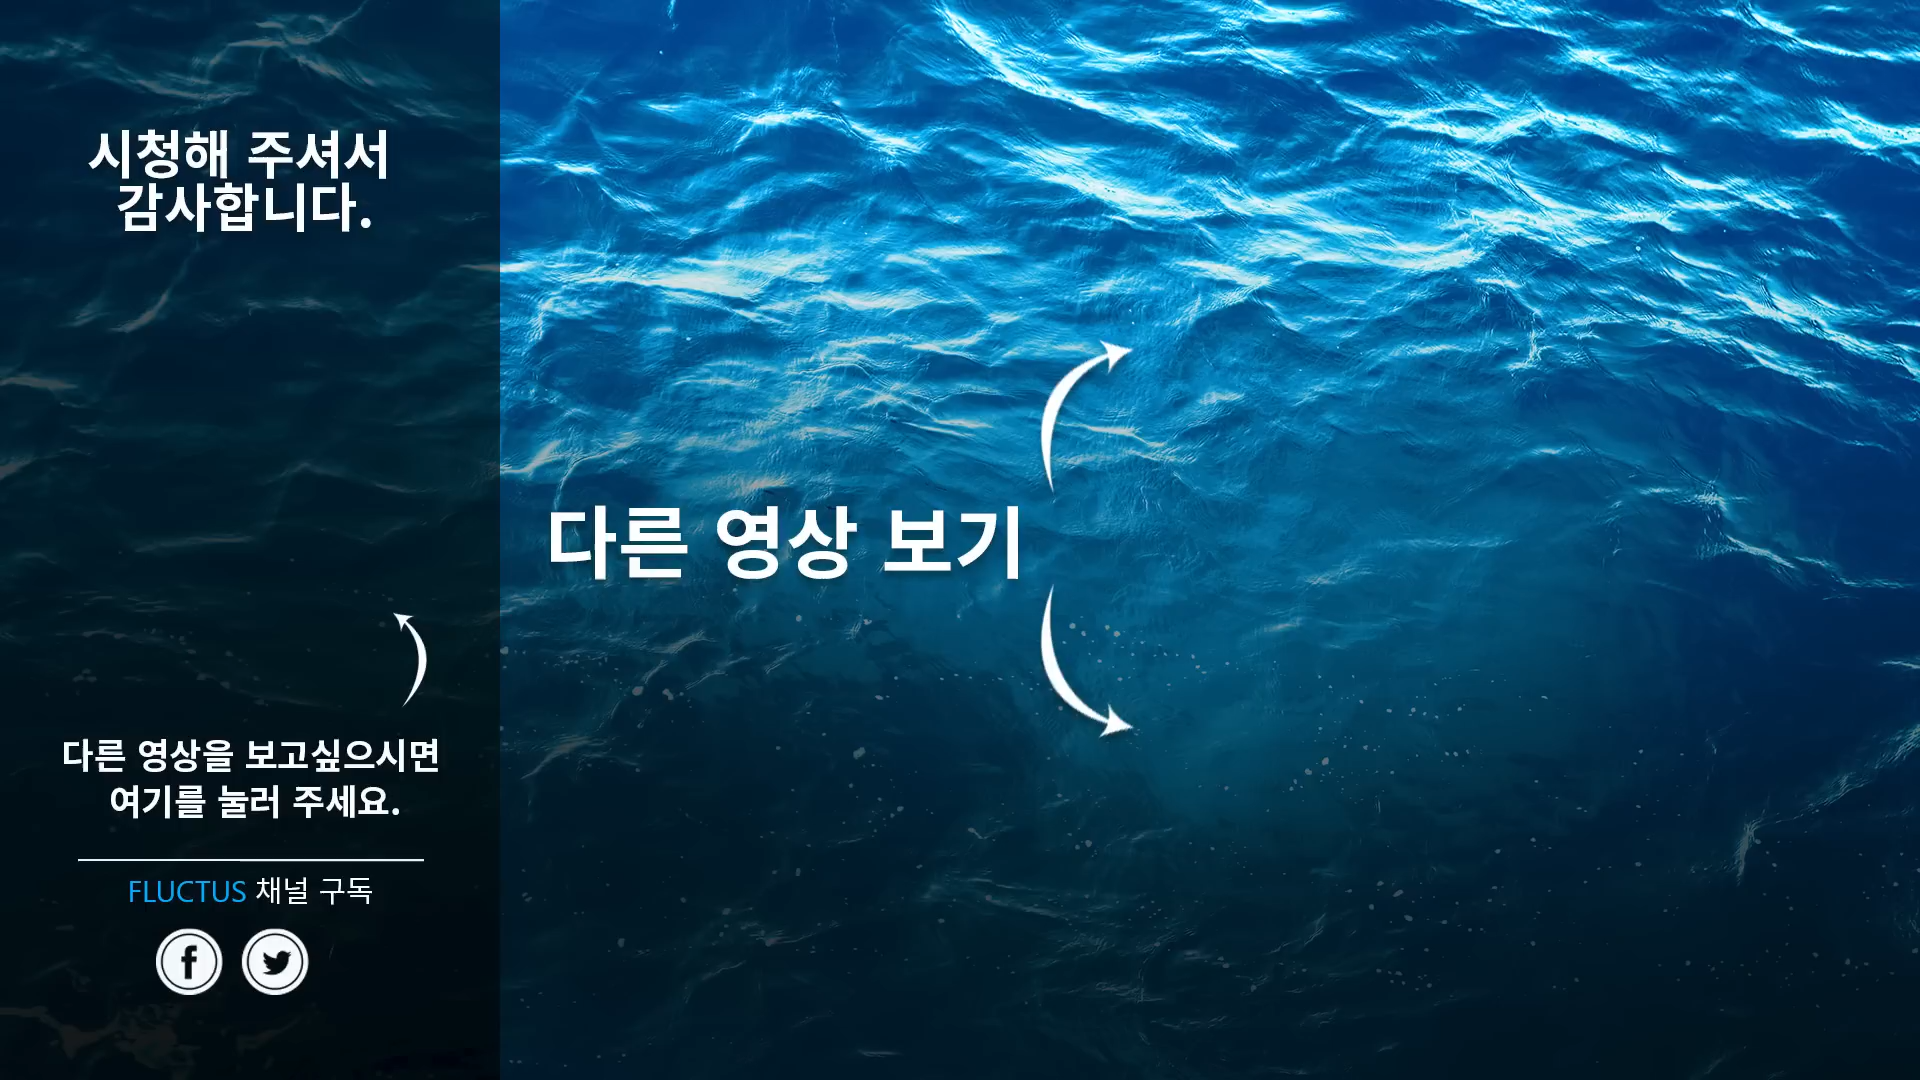 시청해 주셔서
감사합니다.
다른 영상 보기
다른 영상을 보고싶으시면
여기를 눌러 주세요.
FLUCTUS 채널 구독